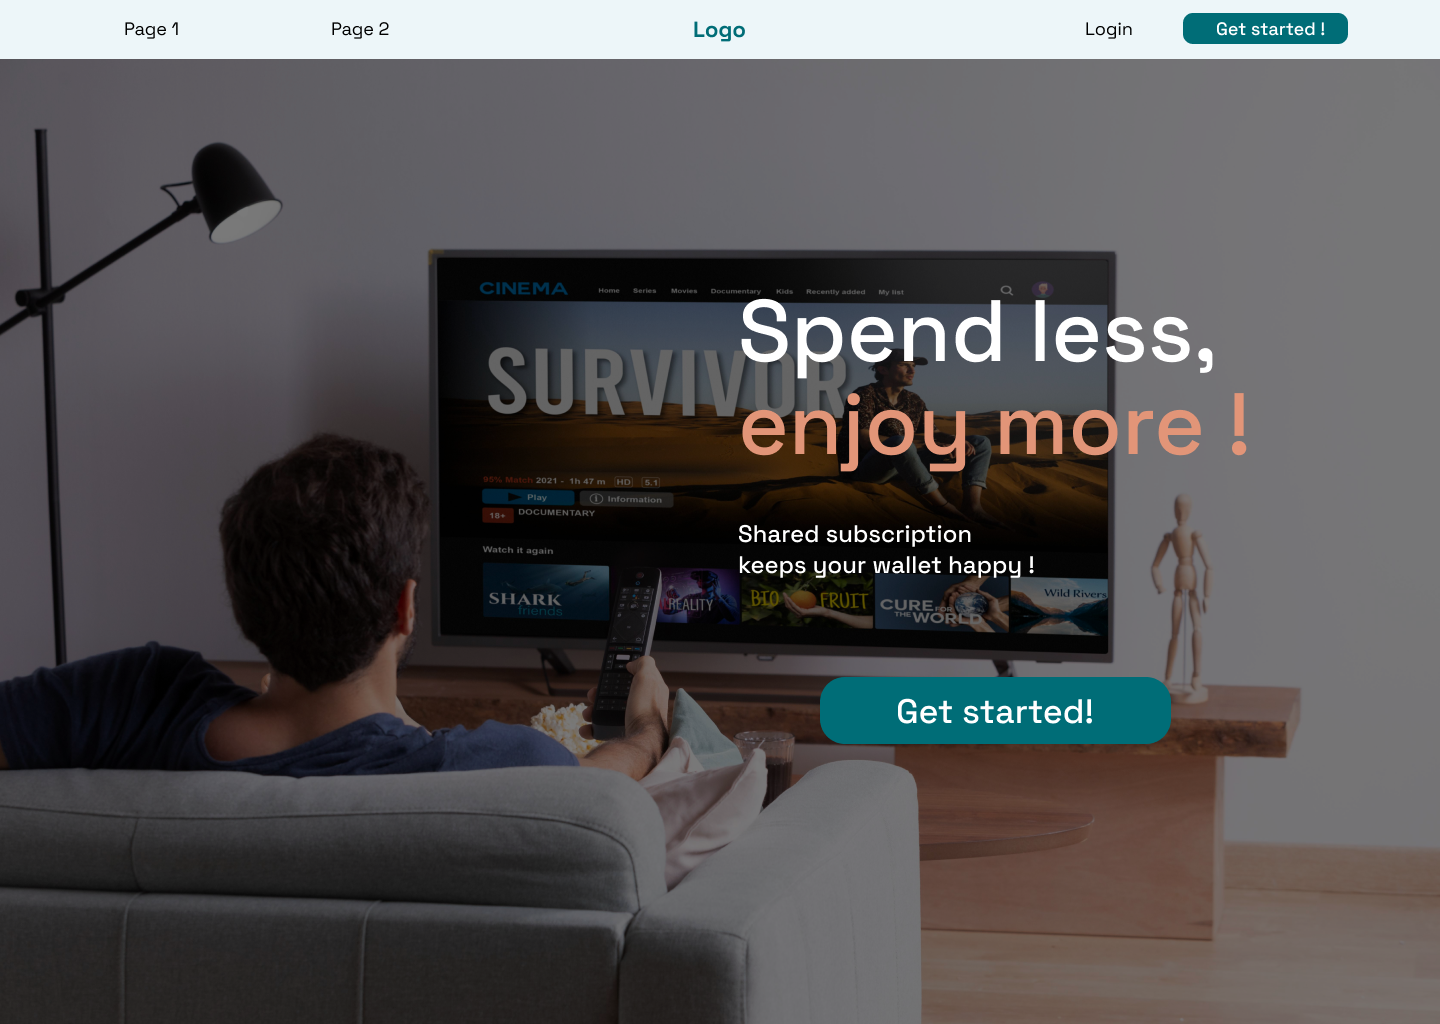 Page 1
Page 2
Logo
Login
Get started !
CINEMA
Home Series Movies Documentary Kids Recently added My list
Spend less,
SURVIVOR
enjoy more !
95% Match 2021 - 1h 47 m HD 5.1
Play
Information
18+ DOCUMENTARY
Shared subscription
keeps your wallet happy !
Watch it again
SHARK
friends
REALITY
BIO FRUIT
CURE FOR
THE WORLD
Wild Rivers
Get started!